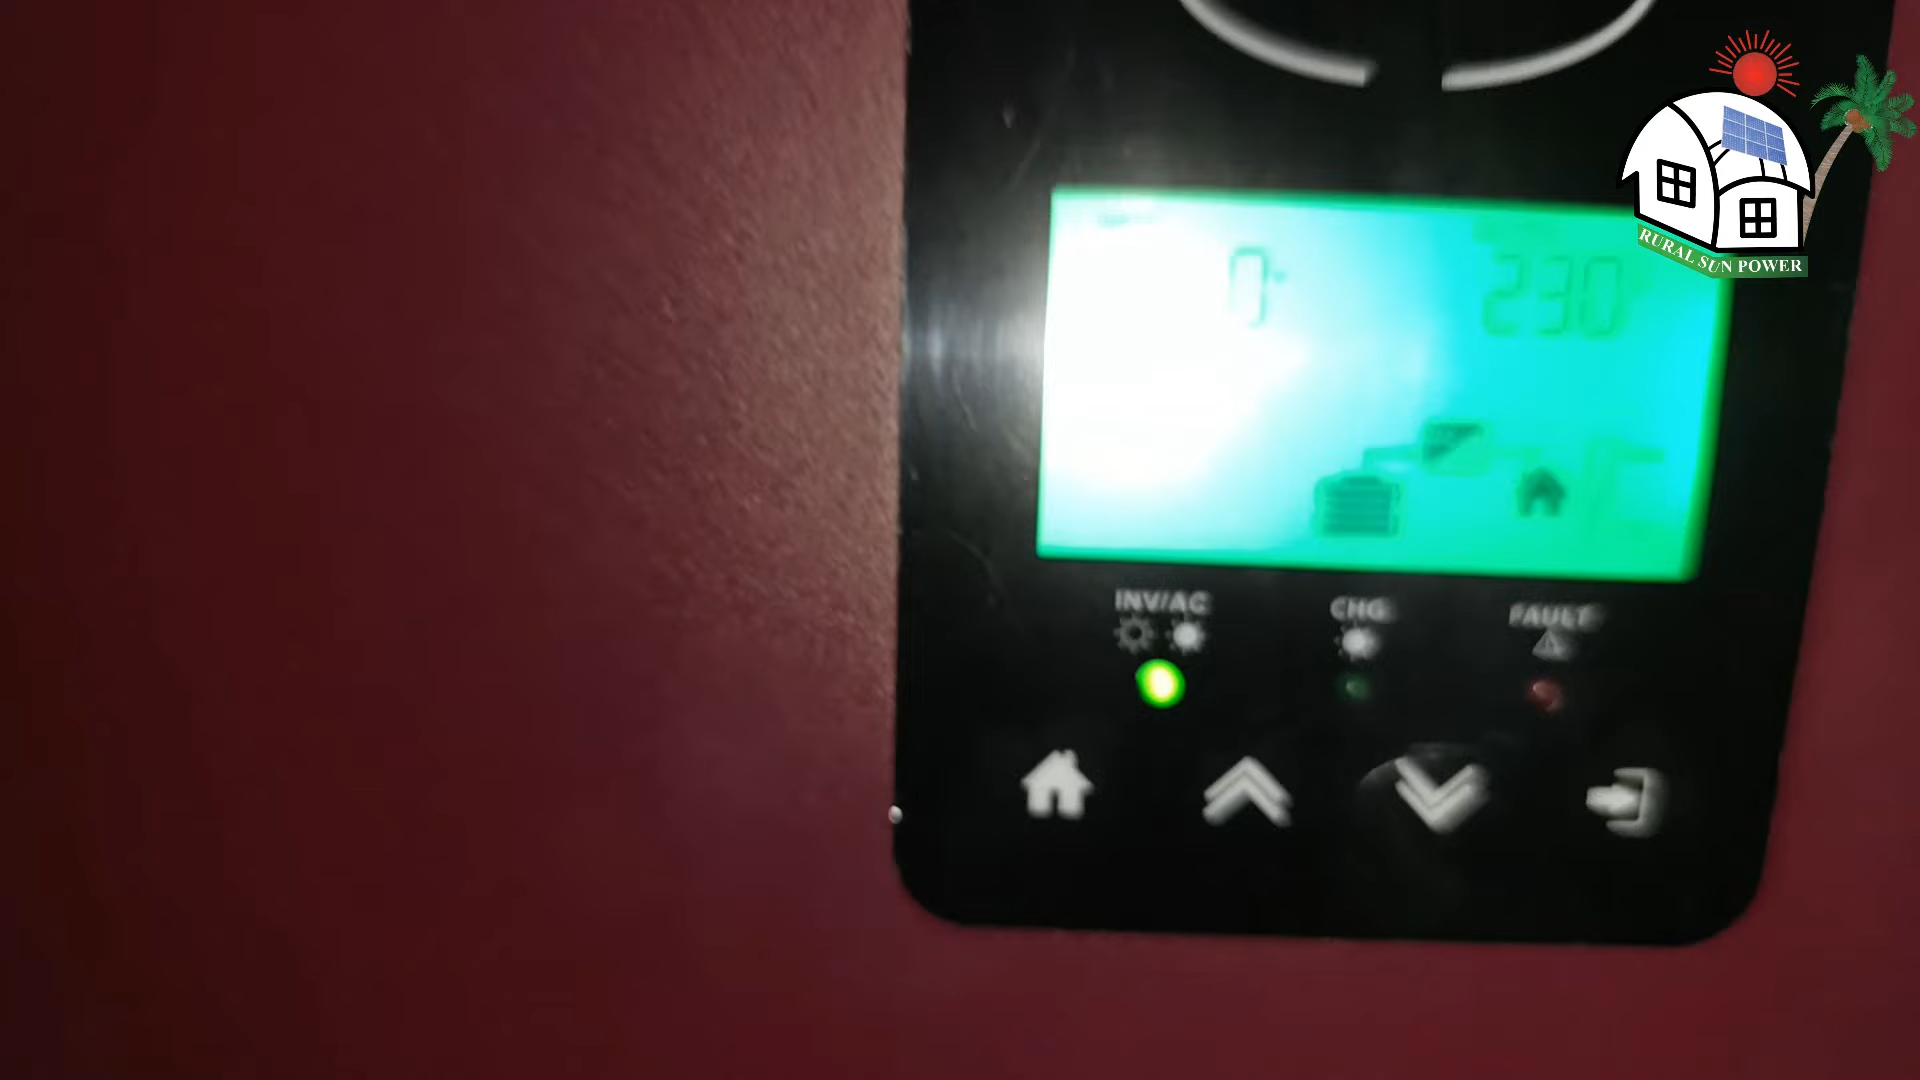 RURAL SUN POWER
0
230
INV/AC
CHG
FAULT